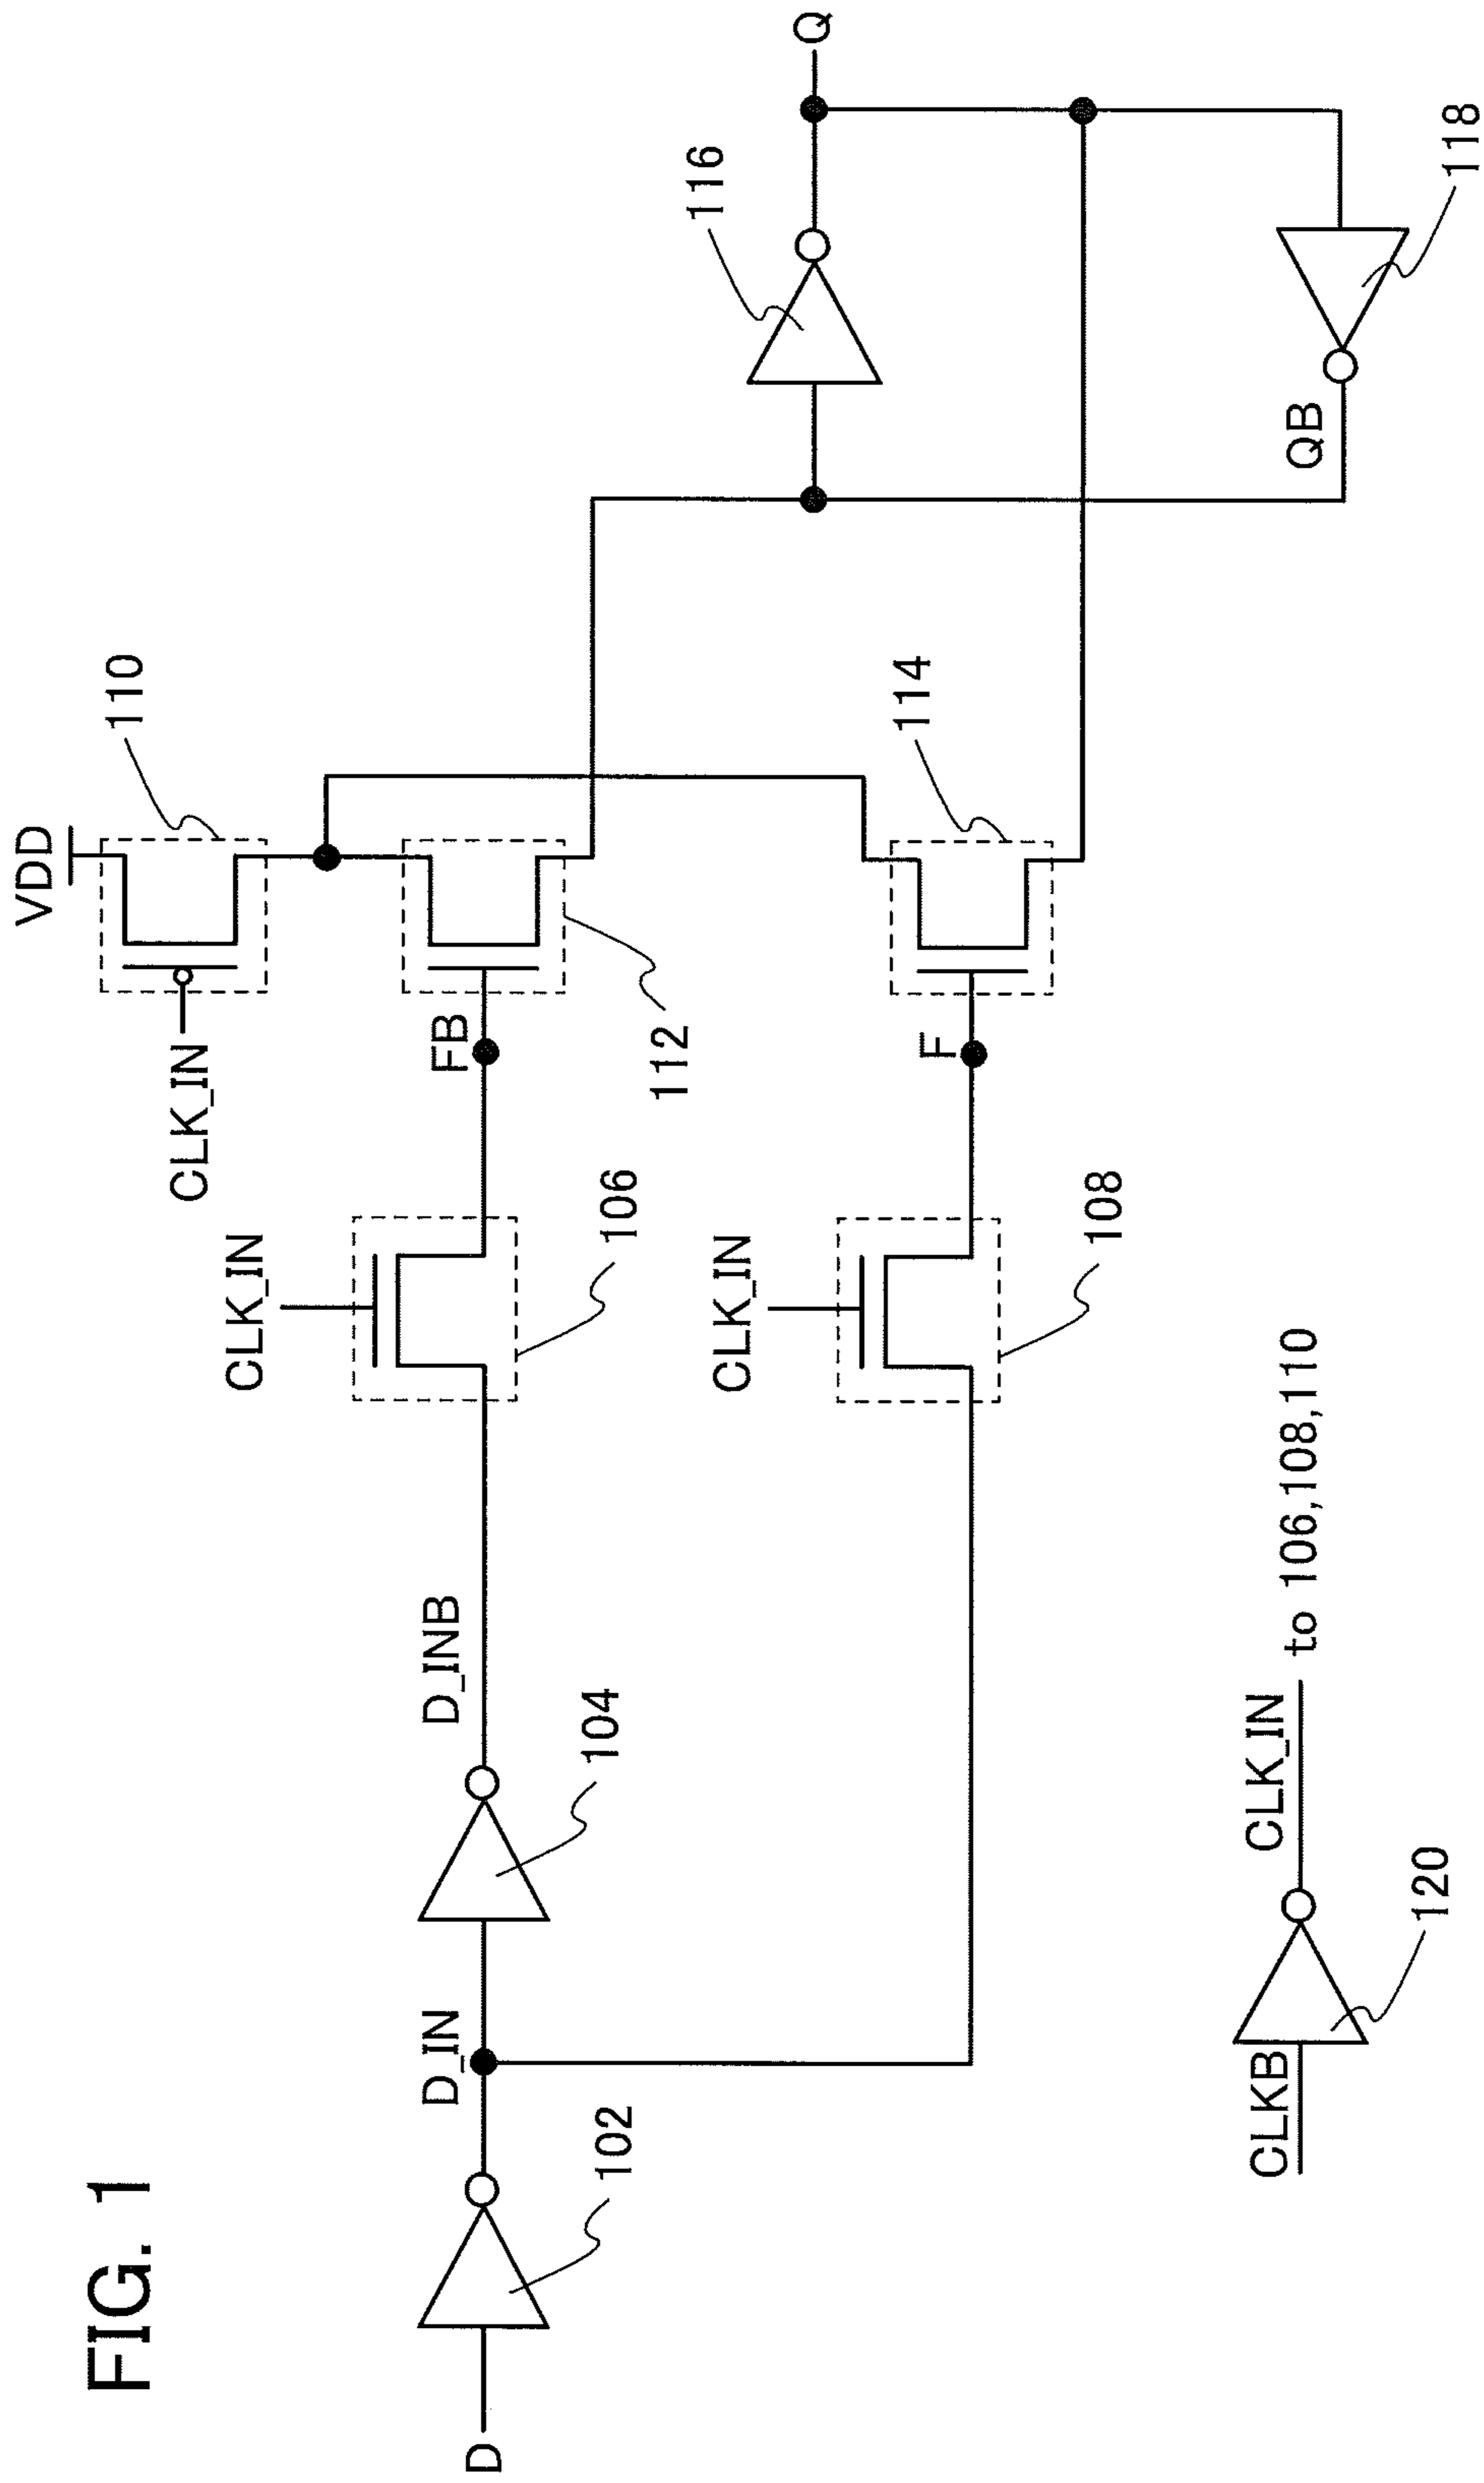 FIG. 1
VDD
110
CLK_IN
CLK_IN
FB
112
106
D_INB
104
D_IN
102
D
116
Q
114
F
CLK_IN
108
QB
118
CLKB
CLK_IN
to 106,108,110
120